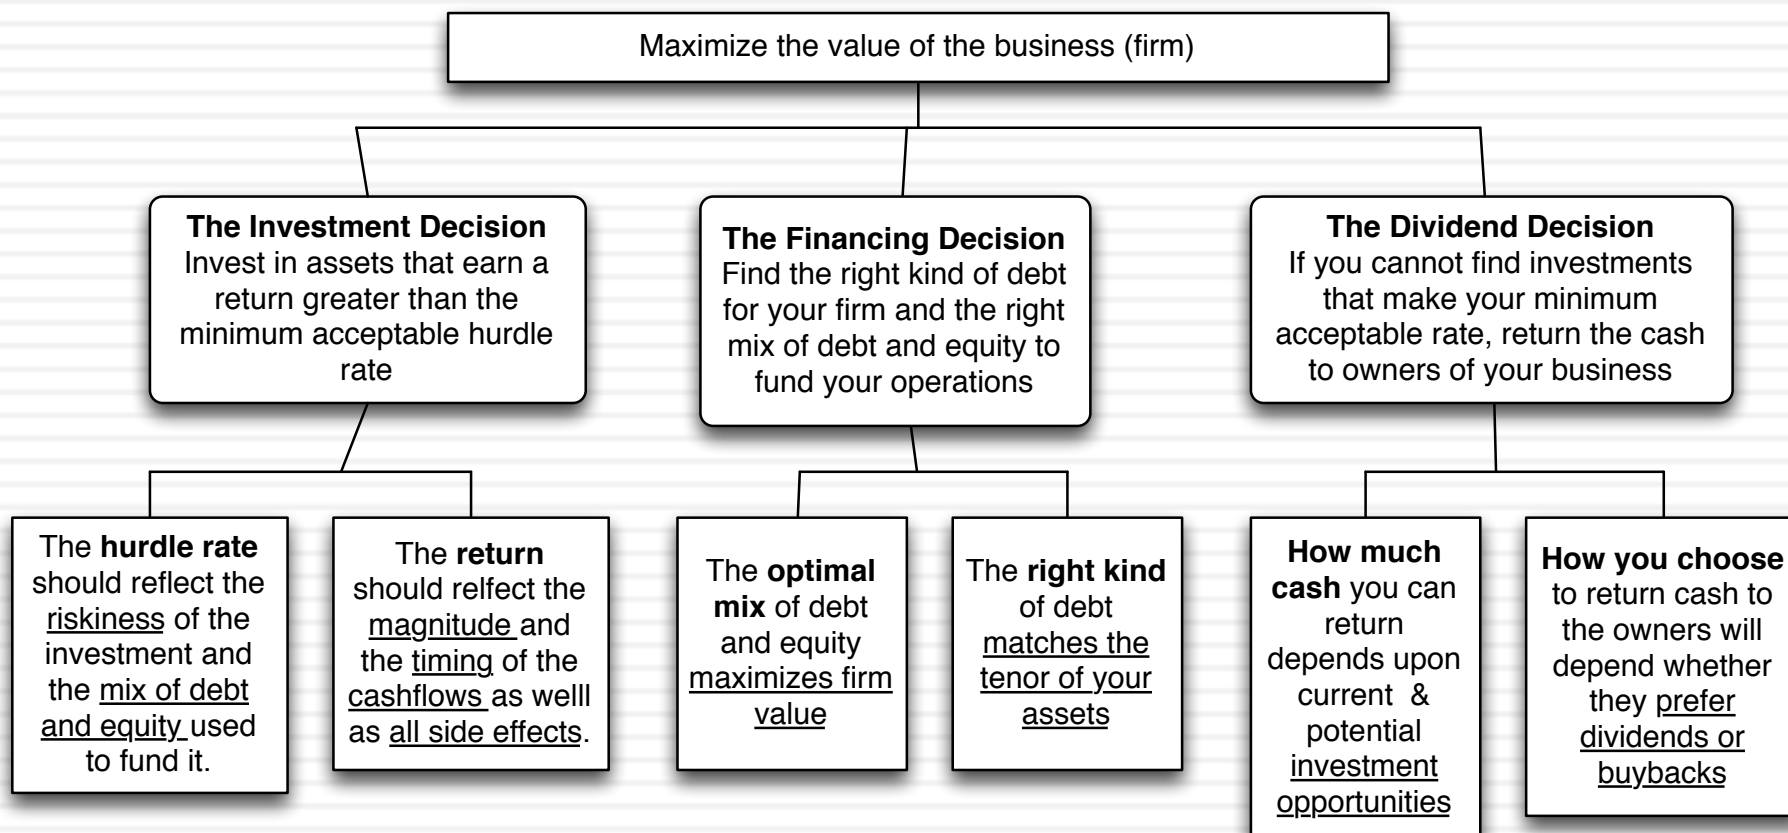 Maximize the value of the business (firm)
The Investment Decision
Invest in assets that earn a
return greater than the
minimum acceptable hurdle
rate
The Financing Decision
Find the right kind of debt
for your firm and the right
mix of debt and equity to
fund your operations
The Dividend Decision
If you cannot find investments
that make your minimum
acceptable rate, return the cash
to owners of your business
The hurdle rate
should reflect the
riskiness of the
investment and
the mix of debt
and equity used
to fund it.
The return
should relfect the
magnitude and
the timing of the
cashflows as welll
as all side effects.
The optimal
mix of debt
and equity
maximizes firm
value
The right kind
of debt
matches the
tenor of your
assets
How much
cash you can
return
depends upon
current & 
potential
investment
opportunities
How you choose
to return cash to
the owners will
depend whether
they prefer
dividends or
buybacks